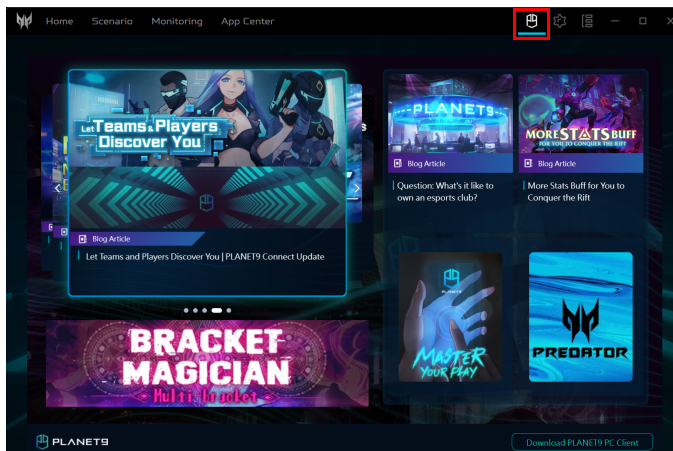 Home Scenario Monitoring App Center
Let Teams & Players
Discover You
Blog Article
Let Teams and Players Discover You | PLANET9 Connect Update
PLANET9
Blog Article
Question: What's it like to
own an esports club?
MORE STATS BUFF
FOR YOU TO CONQUER THE RIFT
Blog Article
More Stats Buff for You to
Conquer the Rift
BRACKET
MAGICIAN
Multi Bracket
PLANET9
MASTER
YOUR PLAY
PREDATOR
PLANET9
Download PLANET9 PC Client